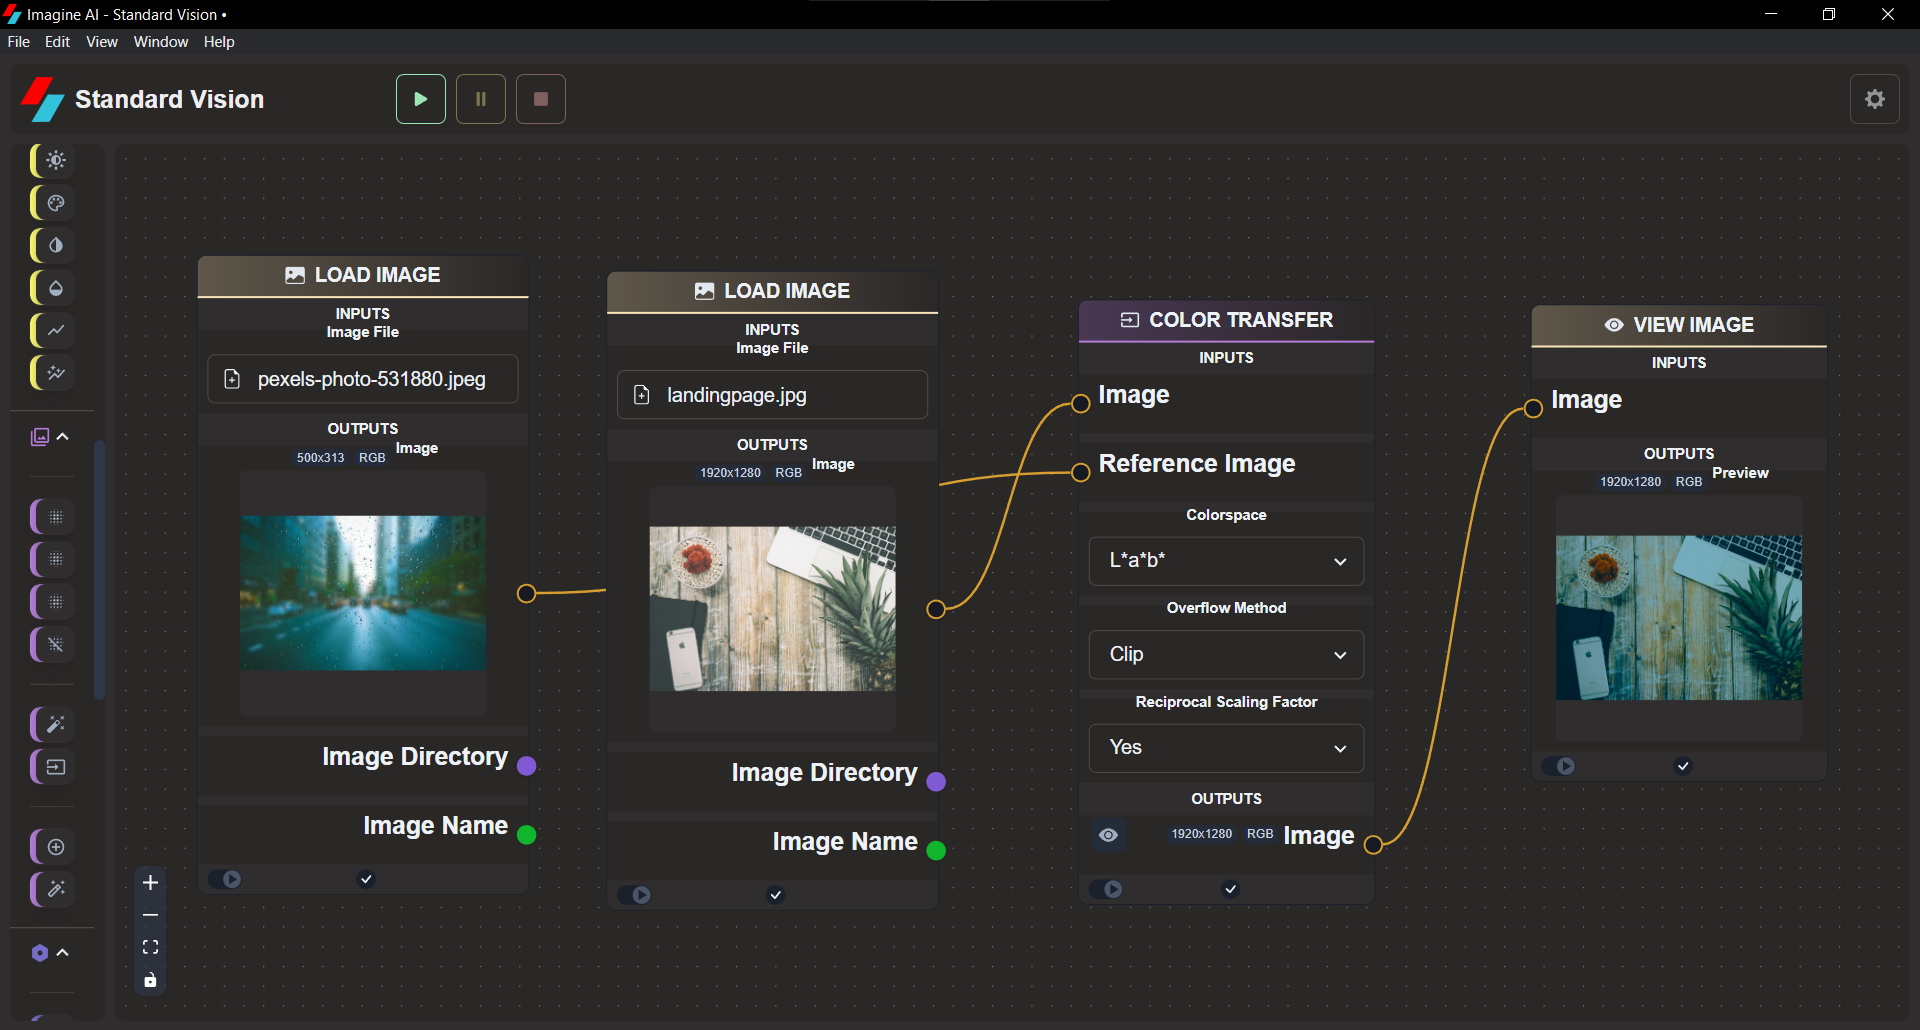 Imagine AI - Standard Vision •
File Edit View Window Help
Standard Vision
LOAD IMAGE
INPUTS
Image File
pexels-photo-531880.jpeg
OUTPUTS
500x313 RGB Image
Image Directory
Image Name
LOAD IMAGE
INPUTS
Image File
landingpage.jpg
OUTPUTS
1920x1280 RGB Image
Image Directory
Image Name
COLOR TRANSFER
INPUTS
Image
Reference Image
Colorspace
L*a*b*
Overflow Method
Clip
Reciprocal Scaling Factor
Yes
OUTPUTS
1920x1280 RGB Image
VIEW IMAGE
INPUTS
Image
OUTPUTS
1920x1280 RGB Preview